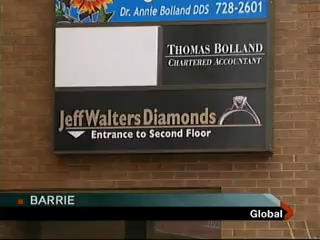 Dr. Annie Bolland DDS 728-2601
THOMAS BOLLAND
CHARTERED ACCOUNTANT
Jeff Walters Diamonds
Entrance to Second Floor
BARRIE
Global